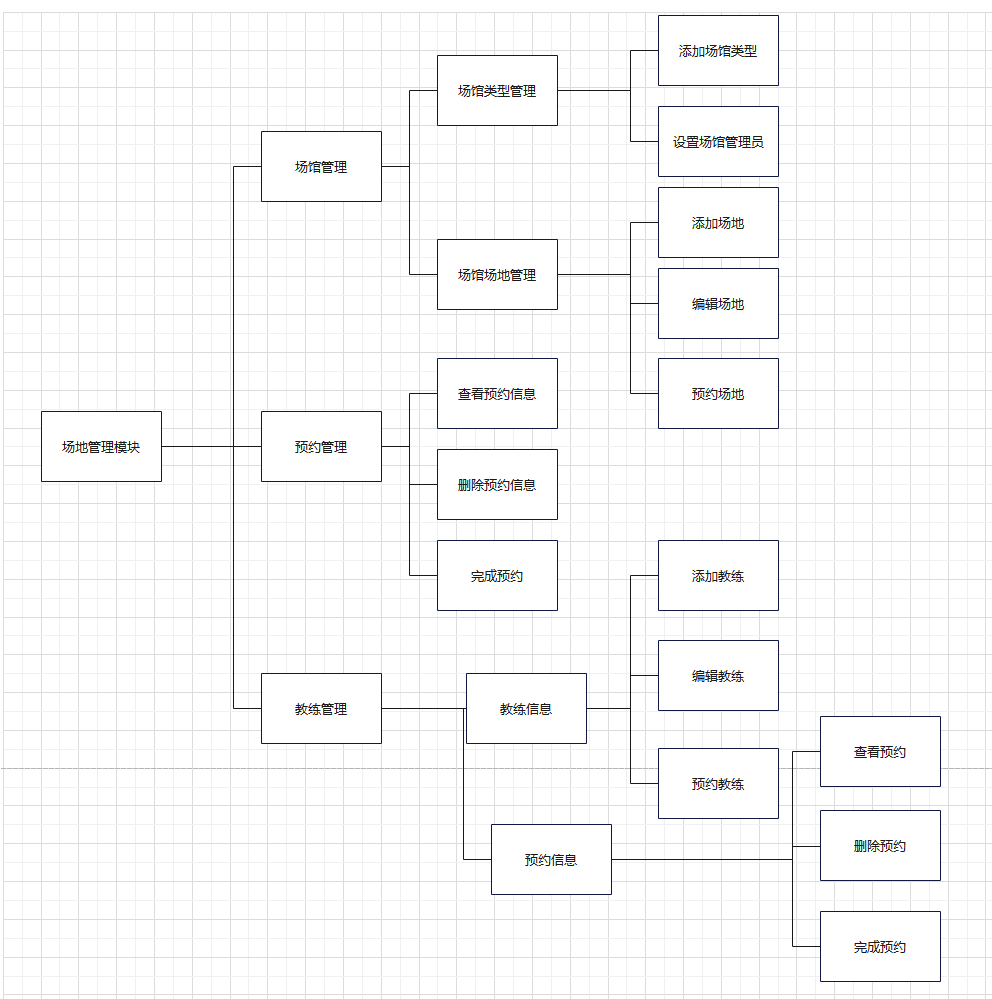 添加场馆类型
场馆类型管理
设置场馆管理员
场馆管理
添加场地
场馆场地管理
编辑场地
预约场地
查看预约信息
场地管理模块
预约管理
删除预约信息
完成预约
添加教练
编辑教练
教练管理
教练信息
查看预约
预约教练
删除预约
预约信息
完成预约